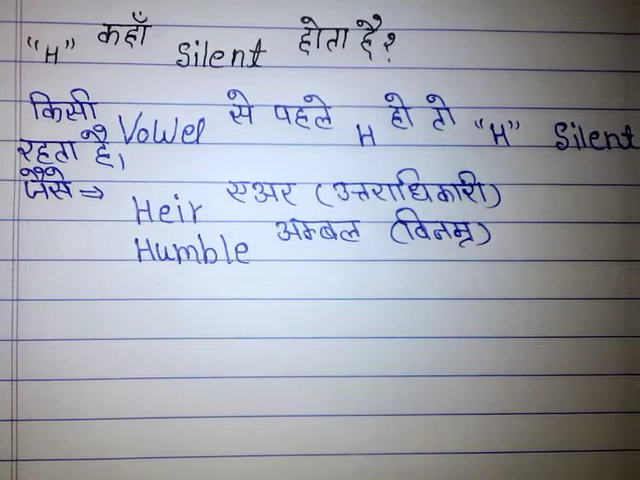 "H" कहाँ Silent होता है?
किसी Vowel से पहले H हो तो "H" Silent
रहता है।
जैसे ⇒ Heir एअर (उत्तराधिकारी)
Humble अम्बल (विनम्र)